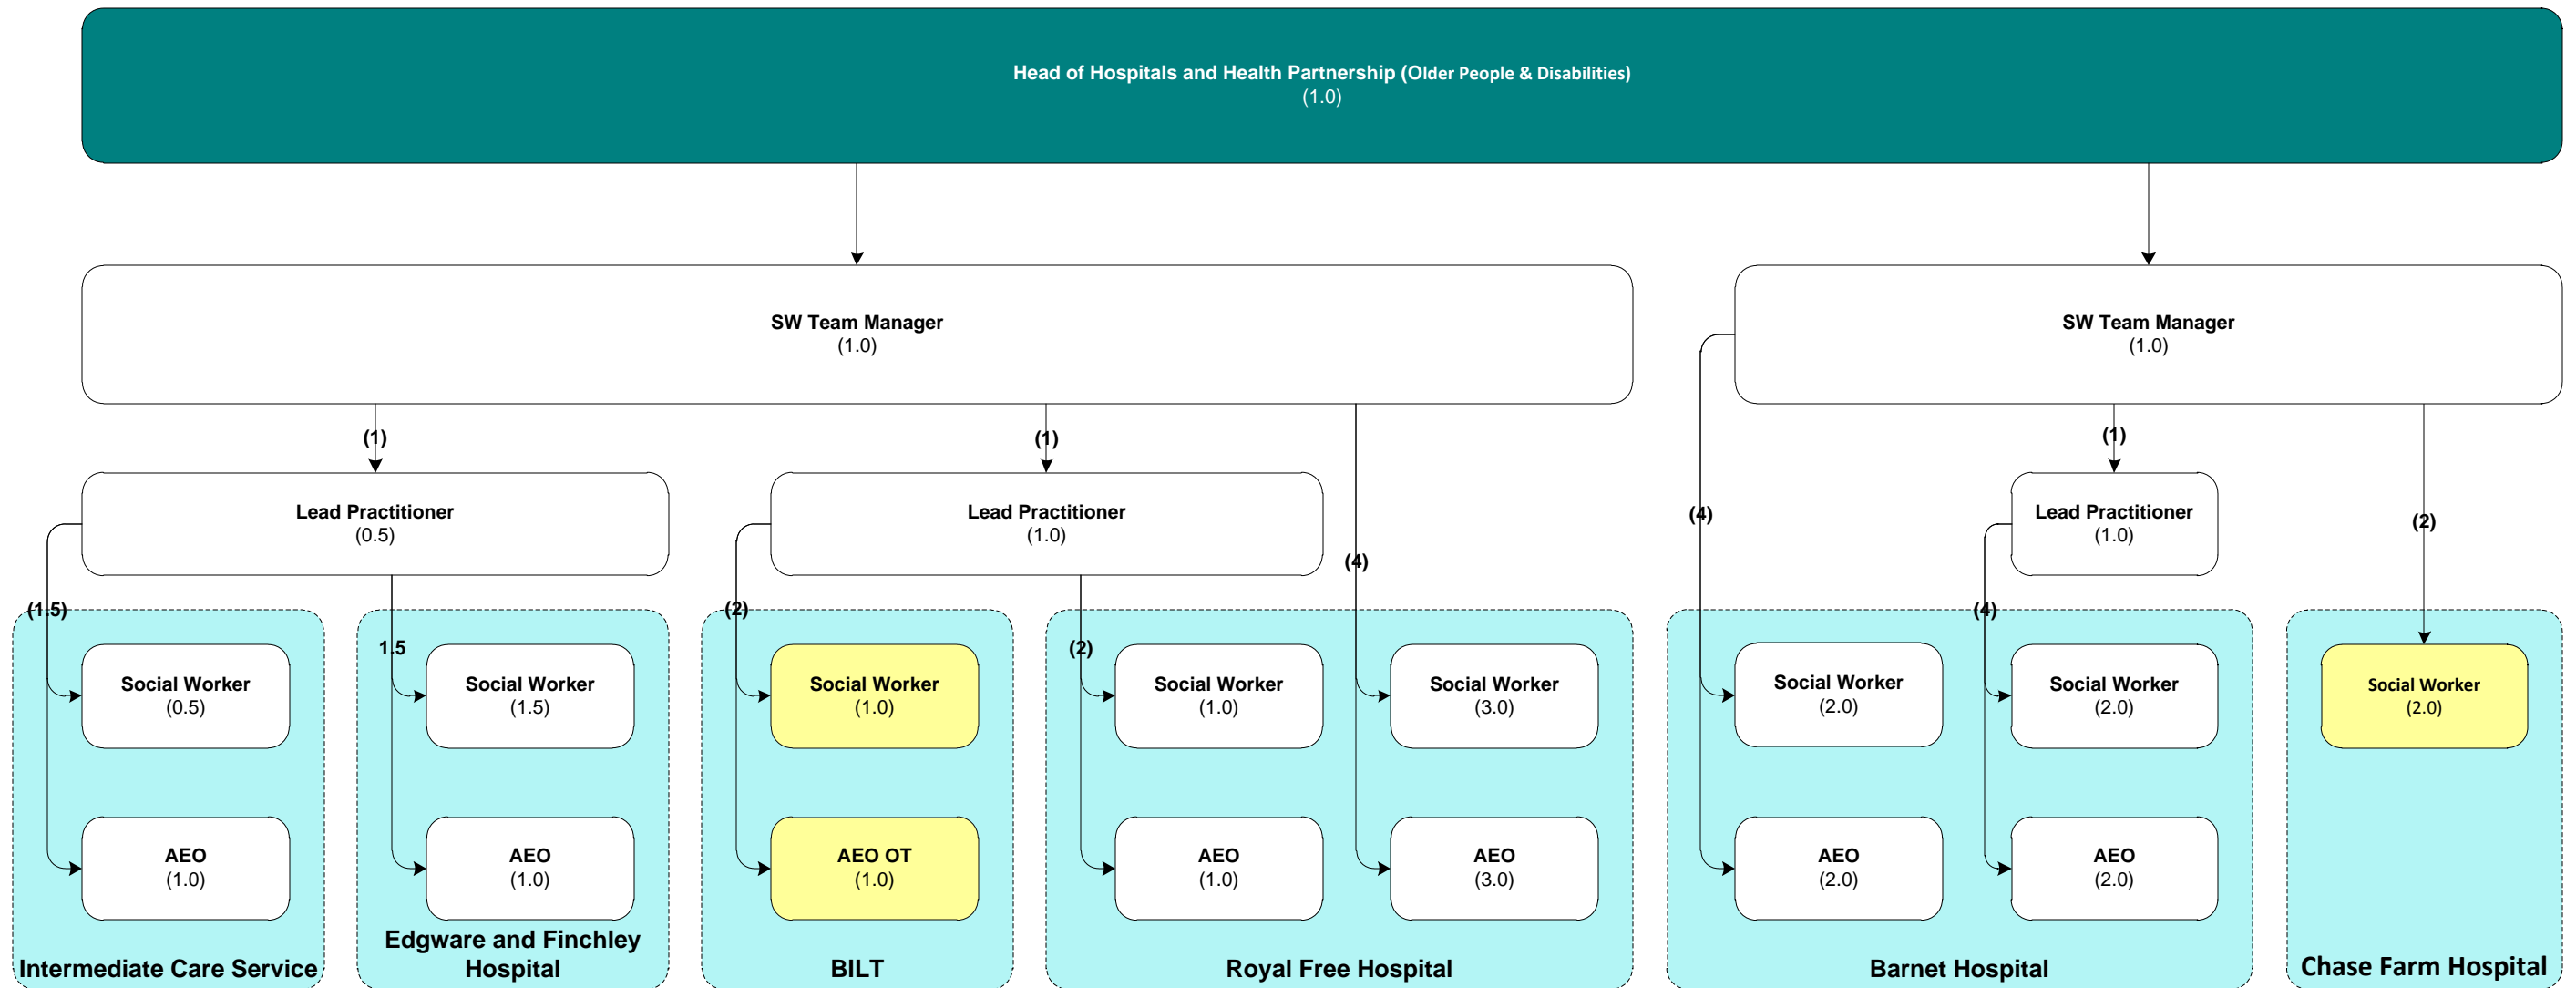 Head of Hospitals and Health Partnership (Older People & Disabilities)
(1.0)
SW Team Manager
(1.0)
SW Team Manager
(1.0)
(1)
(1)
(1)
Lead Practitioner
(0.5)
Lead Practitioner
(1.0)
(4)
(4)
Lead Practitioner
(1.0)
(2)
(1.5)
1.5
(2)
(2)
(4)
Social Worker
(0.5)
Social Worker
(1.5)
Social Worker
(1.0)
Social Worker
(1.0)
Social Worker
(3.0)
Social Worker
(2.0)
Social Worker
(2.0)
Social Worker
(2.0)
AEO
(1.0)
AEO
(1.0)
AEO OT
(1.0)
AEO
(1.0)
AEO
(3.0)
AEO
(2.0)
AEO
(2.0)
Intermediate Care Service
Edgware and Finchley
Hospital
BILT
Royal Free Hospital
Barnet Hospital
Chase Farm Hospital